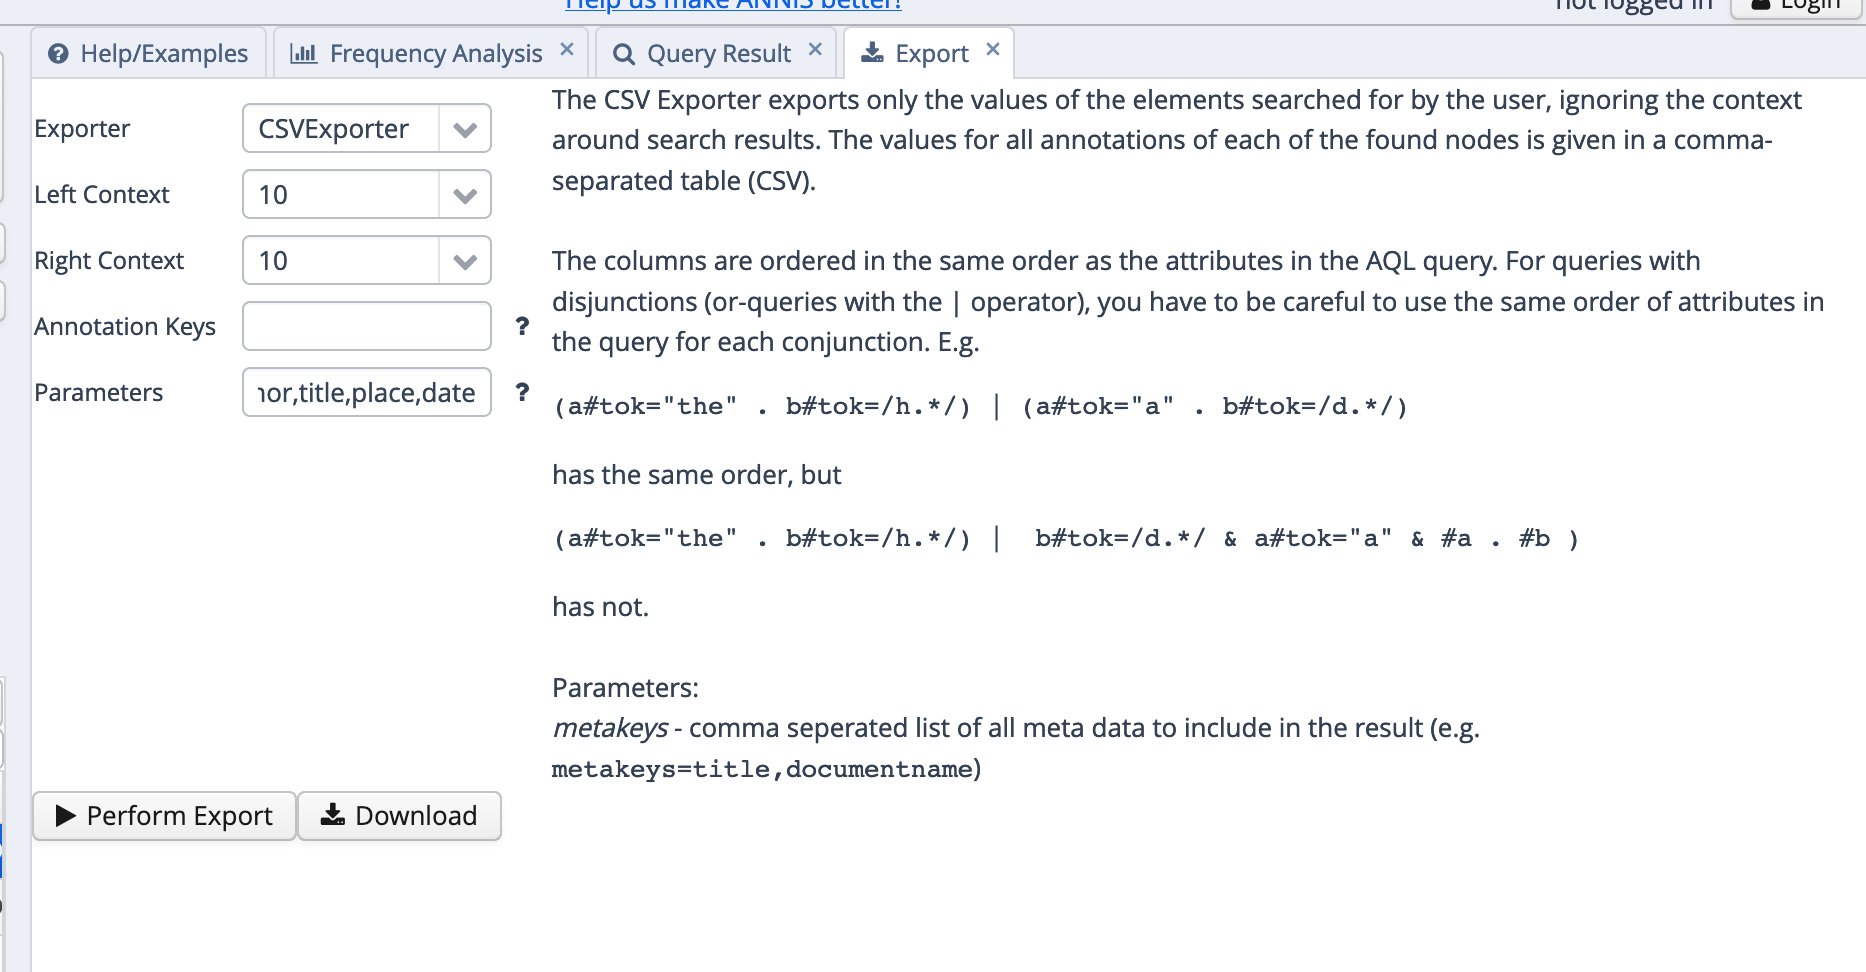 Help us make ANNIS better!
not logged in
Login
Help/Examples
Frequency Analysis
Query Result
Export
Exporter
CSVExporter
Left Context
10
Right Context
10
Annotation Keys
?
Parameters
or,title,place,date
?
The CSV Exporter exports only the values of the elements searched for by the user, ignoring the context
around search results. The values for all annotations of each of the found nodes is given in a comma-
separated table (CSV).
The columns are ordered in the same order as the attributes in the AQL query. For queries with
disjunctions (or-queries with the | operator), you have to be careful to use the same order of attributes in
the query for each conjunction. E.g.
(a#tok="the" . b#tok=/h.*/) | (a#tok="a" . b#tok=/d.*/)
has the same order, but
(a#tok="the" . b#tok=/h.*/) |  b#tok=/d.*/ & a#tok="a" & #a . #b )
has not.
Parameters:
metakeys - comma seperated list of all meta data to include in the result (e.g.
metakeys=title,documentname)
Perform Export
Download